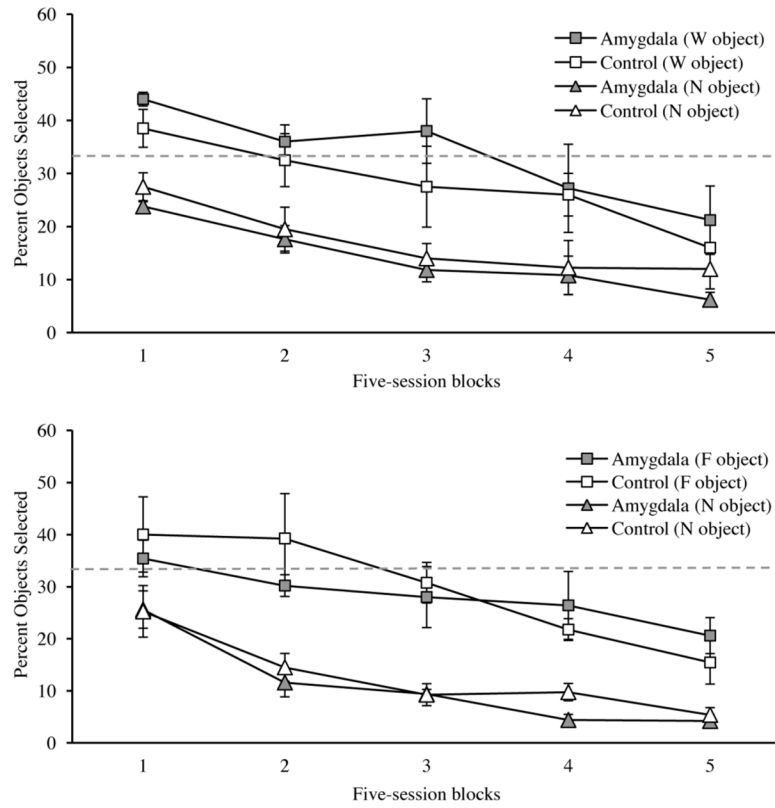 60
50
40
30
20
10
0
Percent Objects Selected
Amygdala (W object)
Control (W object)
Amygdala (N object)
Control (N object)
1 2 3 4 5
Five-session blocks
60
50
40
30
20
10
0
Percent Objects Selected
Amygdala (F object)
Control (F object)
Amygdala (N object)
Control (N object)
1 2 3 4 5
Five-session blocks